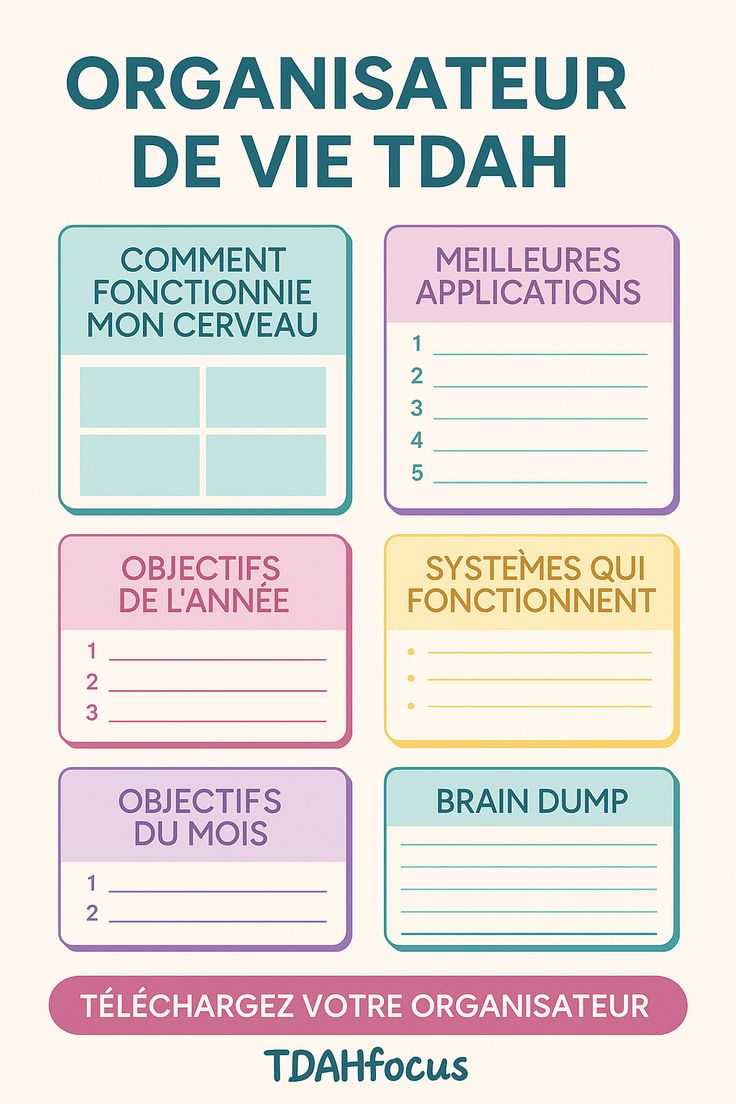 ORGANISATEUR
DE VIE TDAH
COMMENT
FONCTIONNIE
MON CERVEAU
MEILLEURES
APPLICATIONS
1
2
3
4
5
OBJECTIFS
DE L'ANNÉE
1
2
3
SYSTÈMES QUI
FONCTIONNENT
OBJECTIFS
DU MOIS
1
2
BRAIN DUMP
TÉLÉCHARGEZ VOTRE ORGANISATEUR
TDAHfocus